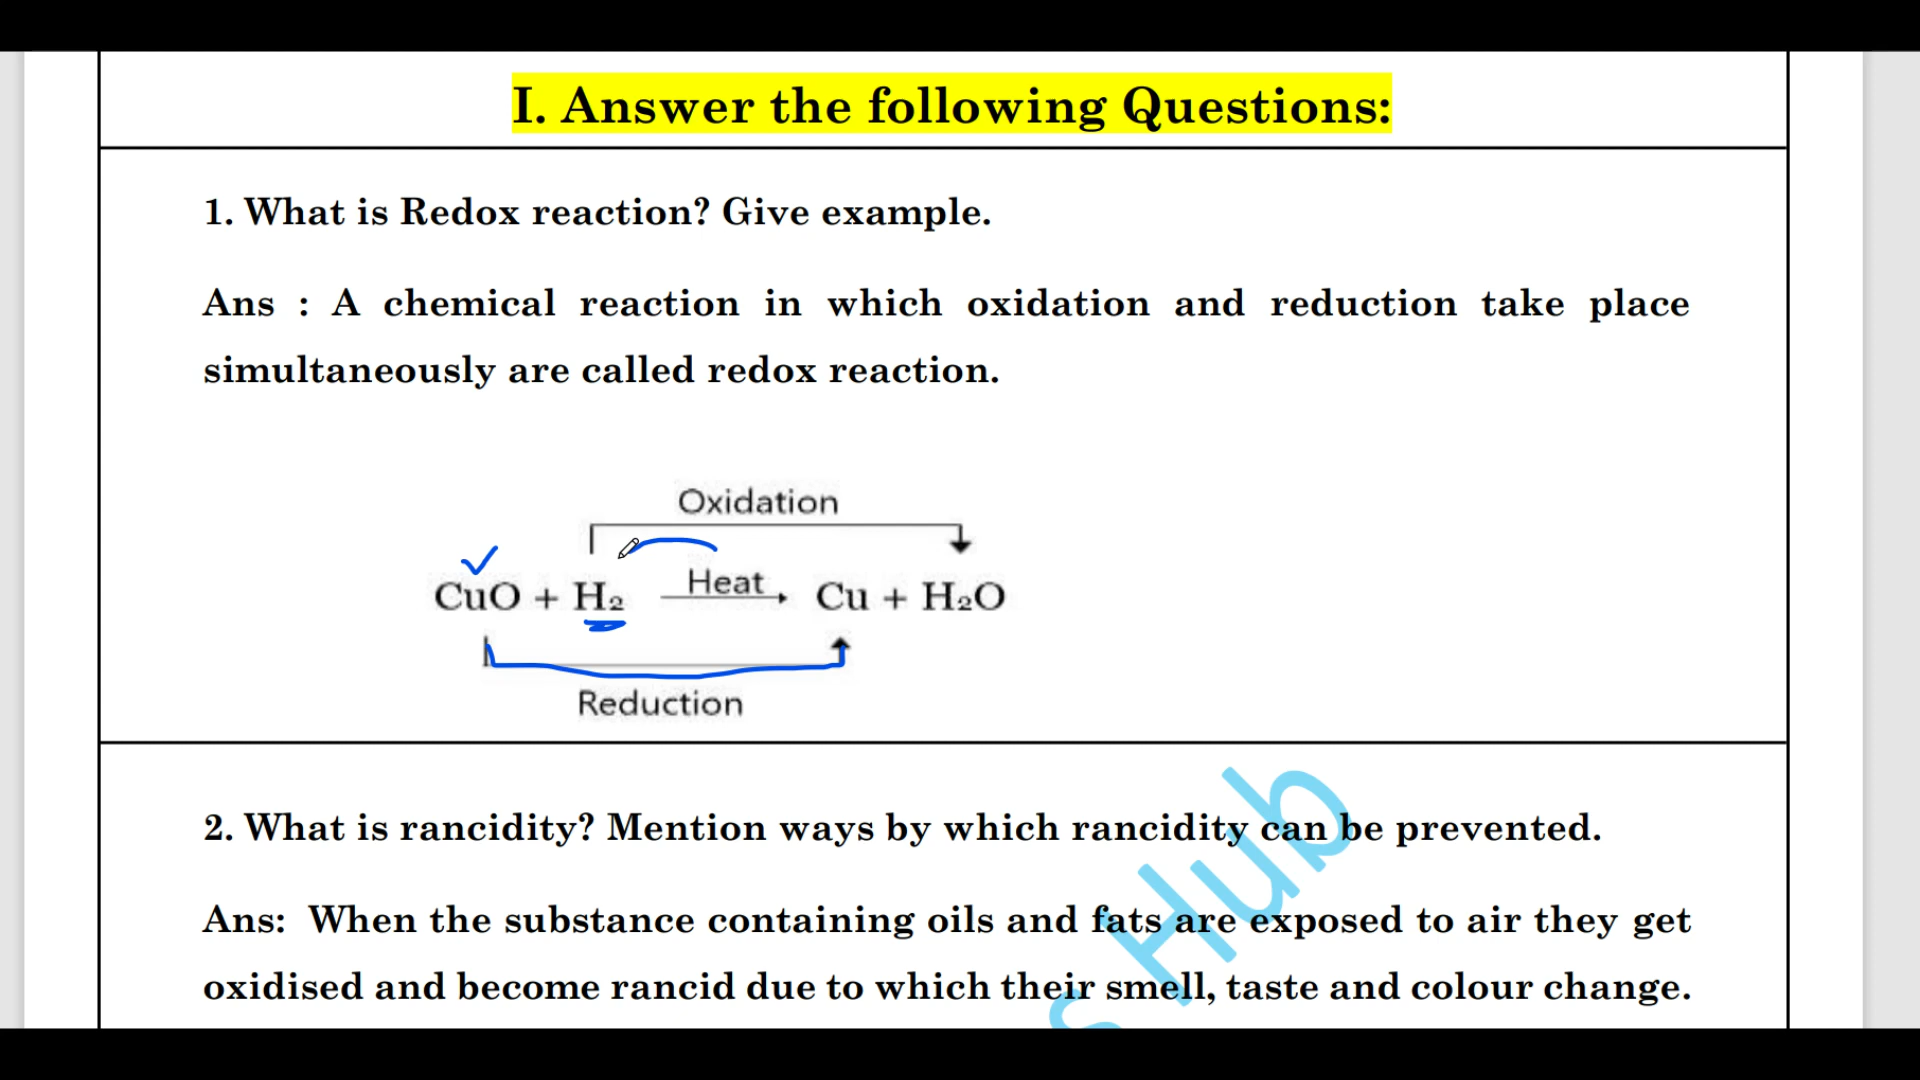 I. Answer the following Questions:
1. What is Redox reaction? Give example.
Ans : A chemical reaction in which oxidation and reduction take place
simultaneously are called redox reaction.
Oxidation
CuO + H₂ Heat Cu + H₂O
Reduction
2. What is rancidity? Mention ways by which rancidity can be prevented.
Ans: When the substance containing oils and fats are exposed to air they get
oxidised and become rancid due to which their smell, taste and colour change.
s Hub